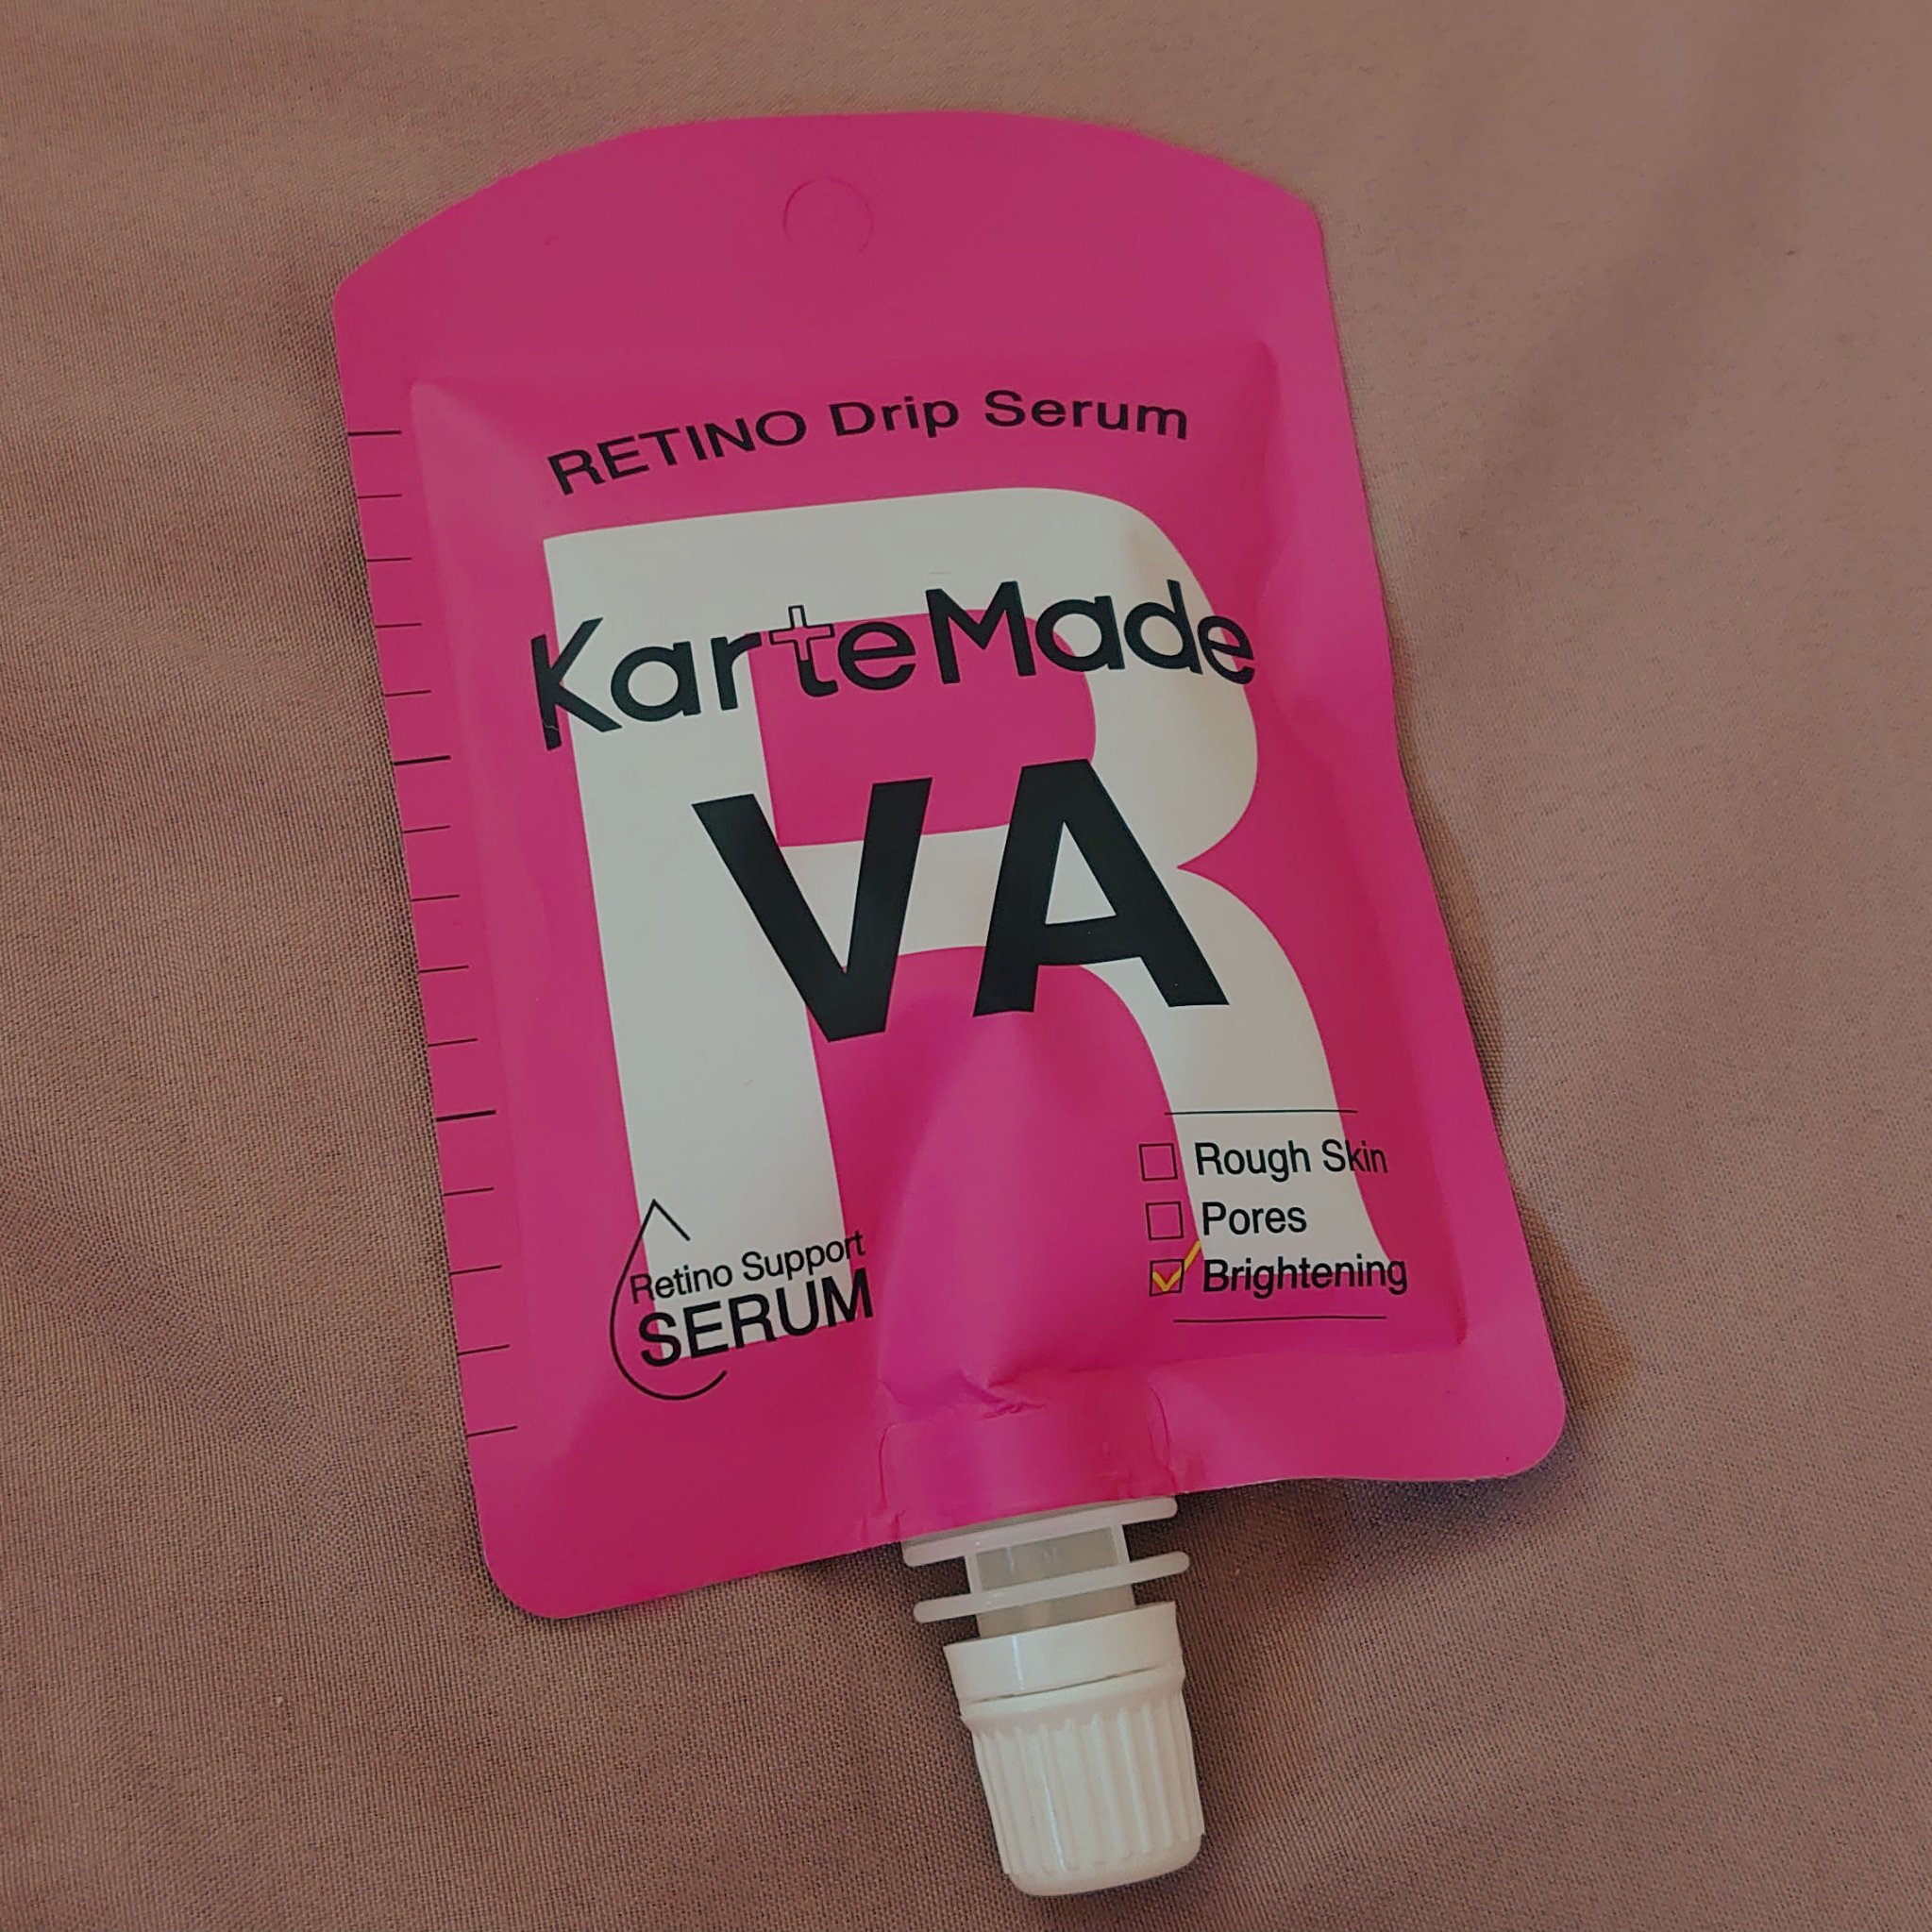 RETINO Drip Serum
R
KarteMade
VA
Rough Skin
Pores
Brightening
Retino Support
SERUM